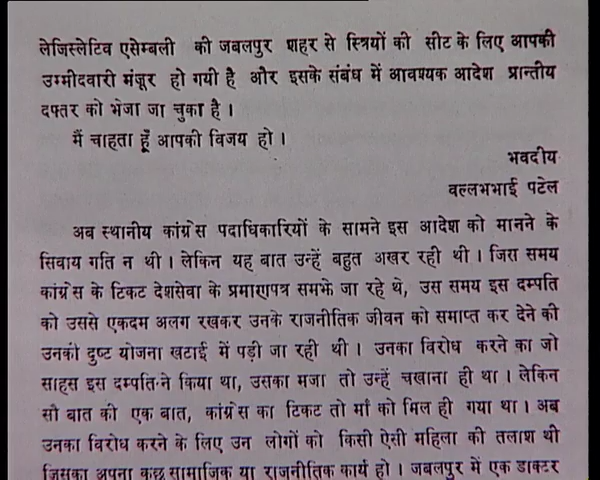 लेजिस्लेटिव एसेम्बली की जबलपुर शहर से स्त्रियों की सीट के लिए आपकी
उम्मीदवारी मंजूर हो गयी है और इसके संबंध में आवश्यक आदेश प्रान्तीय
दफ्तर को भेजा जा चुका है।
मैं चाहता हूँ आपकी विजय हो।
भवदीय
वल्लभभाई पटेल
अब स्थानीय कांग्रेस पदाधिकारियों के सामने इस आदेश को मानने के
सिवाय गति न थी। लेकिन यह बात उन्हें बहुत अखर रही थी। जिस समय
कांग्रेस के टिकट देशसेवा के प्रमाणपत्र समझे जा रहे थे, उस समय इस दम्पति
को उससे एकदम अलग रखकर उनके राजनीतिक जीवन को समाप्त कर देने की
उनकी दुष्ट योजना खटाई में पड़ी जा रही थी। उनका विरोध करने का जो
साहस इस दम्पति ने किया था, उसका मजा तो उन्हें चखाना ही था। लेकिन
सौ बात की एक बात, कांग्रेस का टिकट तो माँ को मिल ही गया था। अब
उनका विरोध करने के लिए उन लोगों को किसी ऐसी महिला की तलाश थी
जिसका अपना कुछ सामाजिक या राजनीतिक कार्य हो। जबलपुर में एक डाक्टर